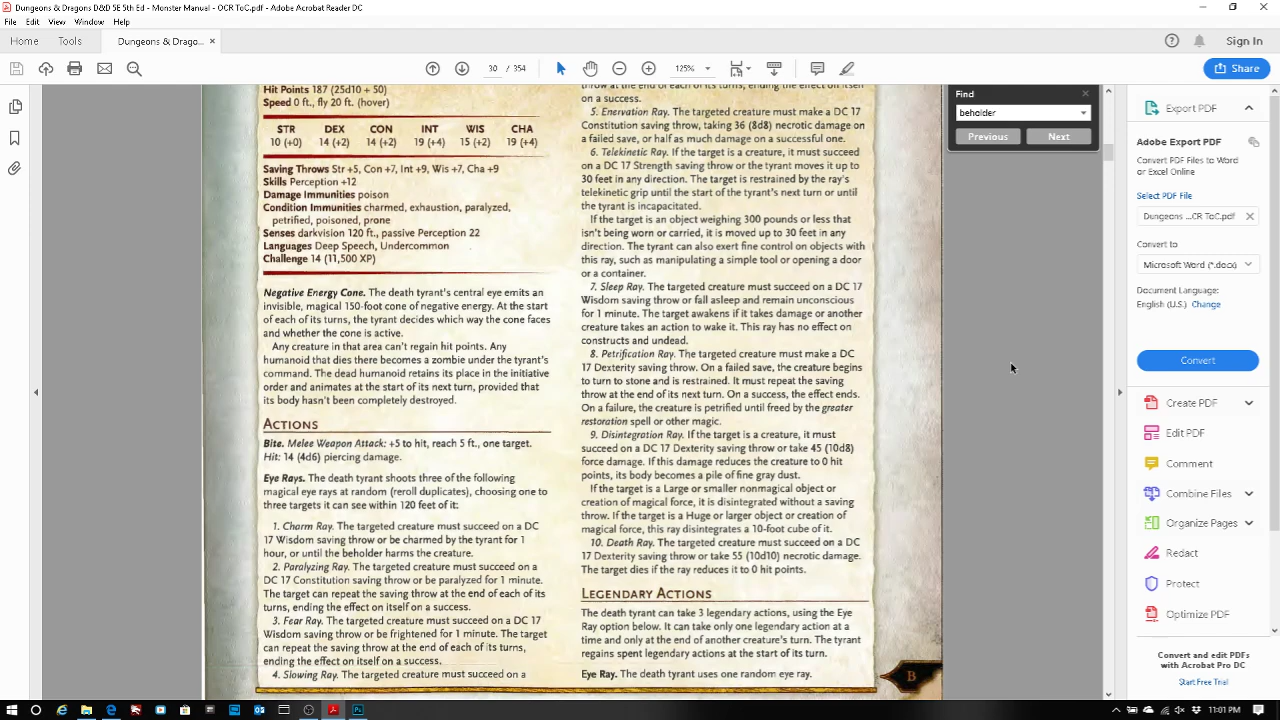 Dungeons & Dragons D&D 5E 5th Ed - Monster Manual - OCR ToC.pdf - Adobe Acrobat Reader DC
File Edit View Window Help
Home Tools Dungeons & Drago... × Sign In
30 / 354 125% Share
Hit Points 187 (25d10 + 50)
Speed 0 ft., fly 20 ft. (hover)
STR DEX CON INT WIS CHA
10 (+0) 14 (+2) 14 (+2) 19 (+4) 15 (+2) 19 (+4)
Saving Throws Str +5, Con +7, Int +9, Wis +7, Cha +9
Skills Perception +12
Damage Immunities poison
Condition Immunities charmed, exhaustion, paralyzed,
petrified, poisoned, prone
Senses darkvision 120 ft., passive Perception 22
Languages Deep Speech, Undercommon
Challenge 14 (11,500 XP)
Negative Energy Cone. The death tyrant's central eye emits an
invisible, magical 150-foot cone of negative energy. At the start
of each of its turns, the tyrant decides which way the cone faces
and whether the cone is active.
Any creature in that area can't regain hit points. Any
humanoid that dies there becomes a zombie under the tyrant's
command. The dead humanoid retains its place in the initiative
order and animates at the start of its next turn, provided that
its body hasn't been completely destroyed.
ACTIONS
Bite. Melee Weapon Attack: +5 to hit, reach 5 ft., one target.
Hit: 14 (4d6) piercing damage.
Eye Rays. The death tyrant shoots three of the following
magical eye rays at random (reroll duplicates), choosing one to
three targets it can see within 120 feet of it:
1. Charm Ray. The targeted creature must succeed on a DC
17 Wisdom saving throw or be charmed by the tyrant for 1
hour, or until the beholder harms the creature.
2. Paralyzing Ray. The targeted creature must succeed on a
DC 17 Constitution saving throw or be paralyzed for 1 minute.
The target can repeat the saving throw at the end of each of its
turns, ending the effect on itself on a success.
3. Fear Ray. The targeted creature must succeed on a DC 17
Wisdom saving throw or be frightened for 1 minute. The target
can repeat the saving throw at the end of each of its turns,
ending the effect on itself on a success.
4. Slowing Ray. The targeted creature must succeed on a
throw at the end of each of its turns, ending the effect on itself
on a success.
5. Enervation Ray. The targeted creature must make a DC 17
Constitution saving throw, taking 36 (8d8) necrotic damage on
a failed save, or half as much damage on a successful one.
6. Telekinetic Ray. If the target is a creature, it must succeed
on a DC 17 Strength saving throw or the tyrant moves it up to
30 feet in any direction. The target is restrained by the ray's
telekinetic grip until the start of the tyrant's next turn or until
the tyrant is incapacitated.
If the target is an object weighing 300 pounds or less that
isn't being worn or carried, it is moved up to 30 feet in any
direction. The tyrant can also exert fine control on objects with
this ray, such as manipulating a simple tool or opening a door
or a container.
7. Sleep Ray. The targeted creature must succeed on a DC 17
Wisdom saving throw or fall asleep and remain unconscious
for 1 minute. The target awakens if it takes damage or another
creature takes an action to wake it. This ray has no effect on
constructs and undead.
8. Petrification Ray. The targeted creature must make a DC
17 Dexterity saving throw. On a failed save, the creature begins
to turn to stone and is restrained. It must repeat the saving
throw at the end of its next turn. On a success, the effect ends.
On a failure, the creature is petrified until freed by the greater
restoration spell or other magic.
9. Disintegration Ray. If the target is a creature, it must
succeed on a DC 17 Dexterity saving throw or take 45 (10d8)
force damage. If this damage reduces the creature to 0 hit
points, its body becomes a pile of fine gray dust.
If the target is a Large or smaller nonmagical object or
creation of magical force, it is disintegrated without a saving
throw. If the target is a Huge or larger object or creation of
magical force, this ray disintegrates a 10-foot cube of it.
10. Death Ray. The targeted creature must succeed on a DC
17 Dexterity saving throw or take 55 (10d10) necrotic damage.
The target dies if the ray reduces it to 0 hit points.
LEGENDARY ACTIONS
The death tyrant can take 3 legendary actions, using the Eye
Ray option below. It can take only one legendary action at a
time and only at the end of another creature's turn. The tyrant
regains spent legendary actions at the start of its turn.
Eye Ray. The death tyrant uses one random eye ray.
B
Find
beholder
Previous Next
Export PDF
Adobe Export PDF
Convert PDF Files to Word
or Excel Online
Select PDF File
Dungeons ...CR ToC.pdf
Convert to
Microsoft Word (*.docx)
Document Language:
English (U.S.) Change
Convert
Create PDF
Edit PDF
Comment
Combine Files
Organize Pages
Redact
Protect
Optimize PDF
Convert and edit PDFs
with Acrobat Pro DC
Start Free Trial
11:01 PM